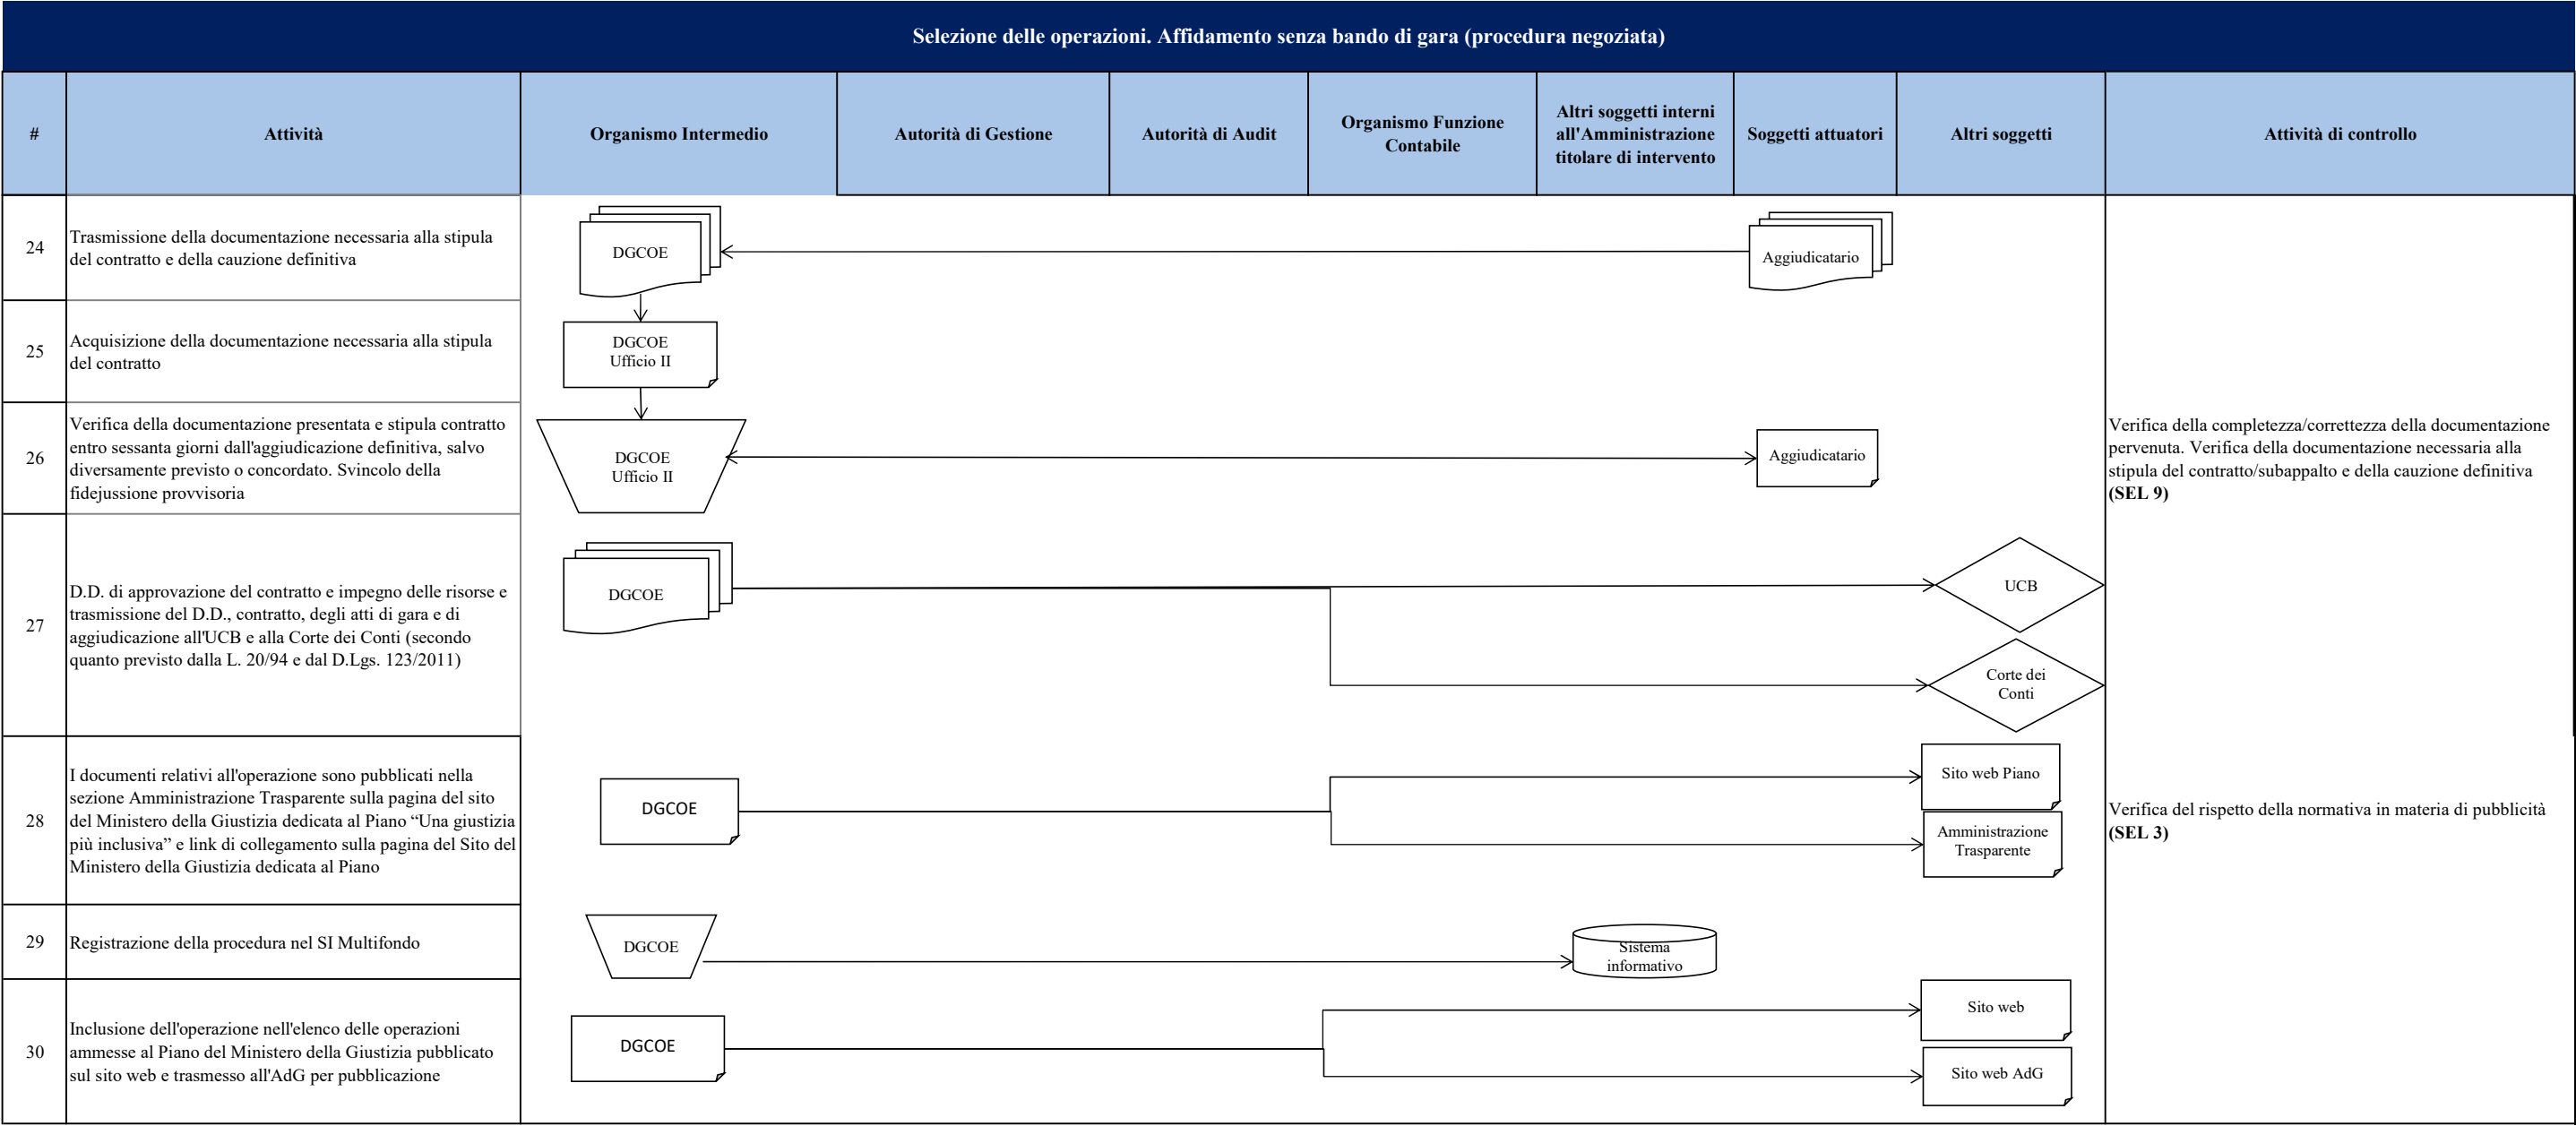 Selezione delle operazioni. Affidamento senza bando di gara (procedura negoziata)
#
Attività
Organismo Intermedio
Autorità di Gestione
Autorità di Audit
Organismo Funzione
Contabile
Altri soggetti interni
all'Amministrazione
titolare di intervento
Soggetti attuatori
Altri soggetti
Attività di controllo
24
Trasmissione della documentazione necessaria alla stipula
del contratto e della cauzione definitiva
DGCOE
Aggiudicatario
25
Acquisizione della documentazione necessaria alla stipula
del contratto
DGCOE
Ufficio II
26
Verifica della documentazione presentata e stipula contratto
entro sessanta giorni dall'aggiudicazione definitiva, salvo
diversamente previsto o concordato. Svincolo della
fidejussione provvisoria
DGCOE
Ufficio II
Aggiudicatario
Verifica della completezza/correttezza della documentazione
pervenuta. Verifica della documentazione necessaria alla
stipula del contratto/subappalto e della cauzione definitiva
(SEL 9)
27
D.D. di approvazione del contratto e impegno delle risorse e
trasmissione del D.D., contratto, degli atti di gara e di
aggiudicazione all'UCB e alla Corte dei Conti (secondo
quanto previsto dalla L. 20/94 e dal D.Lgs. 123/2011)
DGCOE
UCB
Corte dei
Conti
28
I documenti relativi all'operazione sono pubblicati nella
sezione Amministrazione Trasparente sulla pagina del sito
del Ministero della Giustizia dedicata al Piano “Una giustizia
più inclusiva” e link di collegamento sulla pagina del Sito del
Ministero della Giustizia dedicata al Piano
DGCOE
Sito web Piano
Amministrazione
Trasparente
Verifica del rispetto della normativa in materia di pubblicità
(SEL 3)
29
Registrazione della procedura nel SI Multifondo
DGCOE
Sistema
informativo
30
Inclusione dell'operazione nell'elenco delle operazioni
ammesse al Piano del Ministero della Giustizia pubblicato
sul sito web e trasmesso all'AdG per pubblicazione
DGCOE
Sito web
Sito web AdG